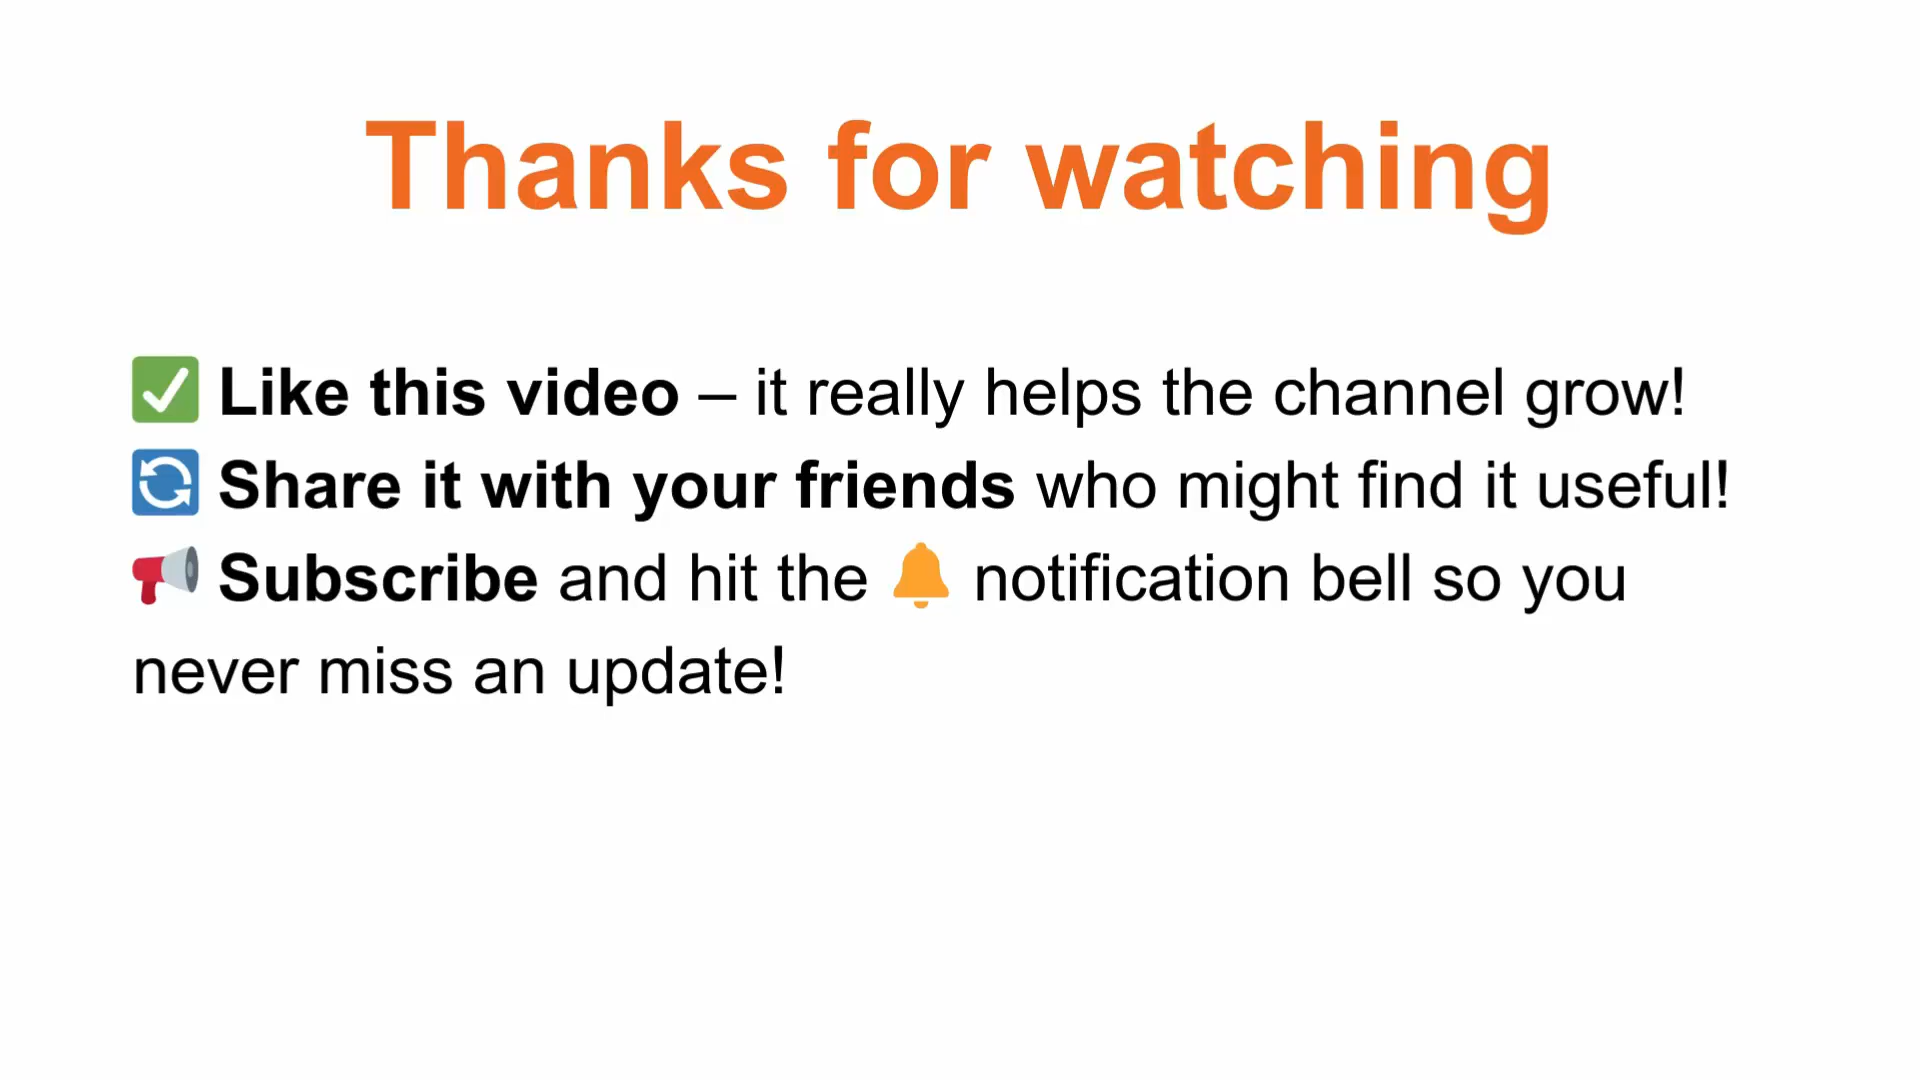 Thanks for watching
✅ Like this video – it really helps the channel grow!
🔄 Share it with your friends who might find it useful!
📢 Subscribe and hit the 🔔 notification bell so you
never miss an update!